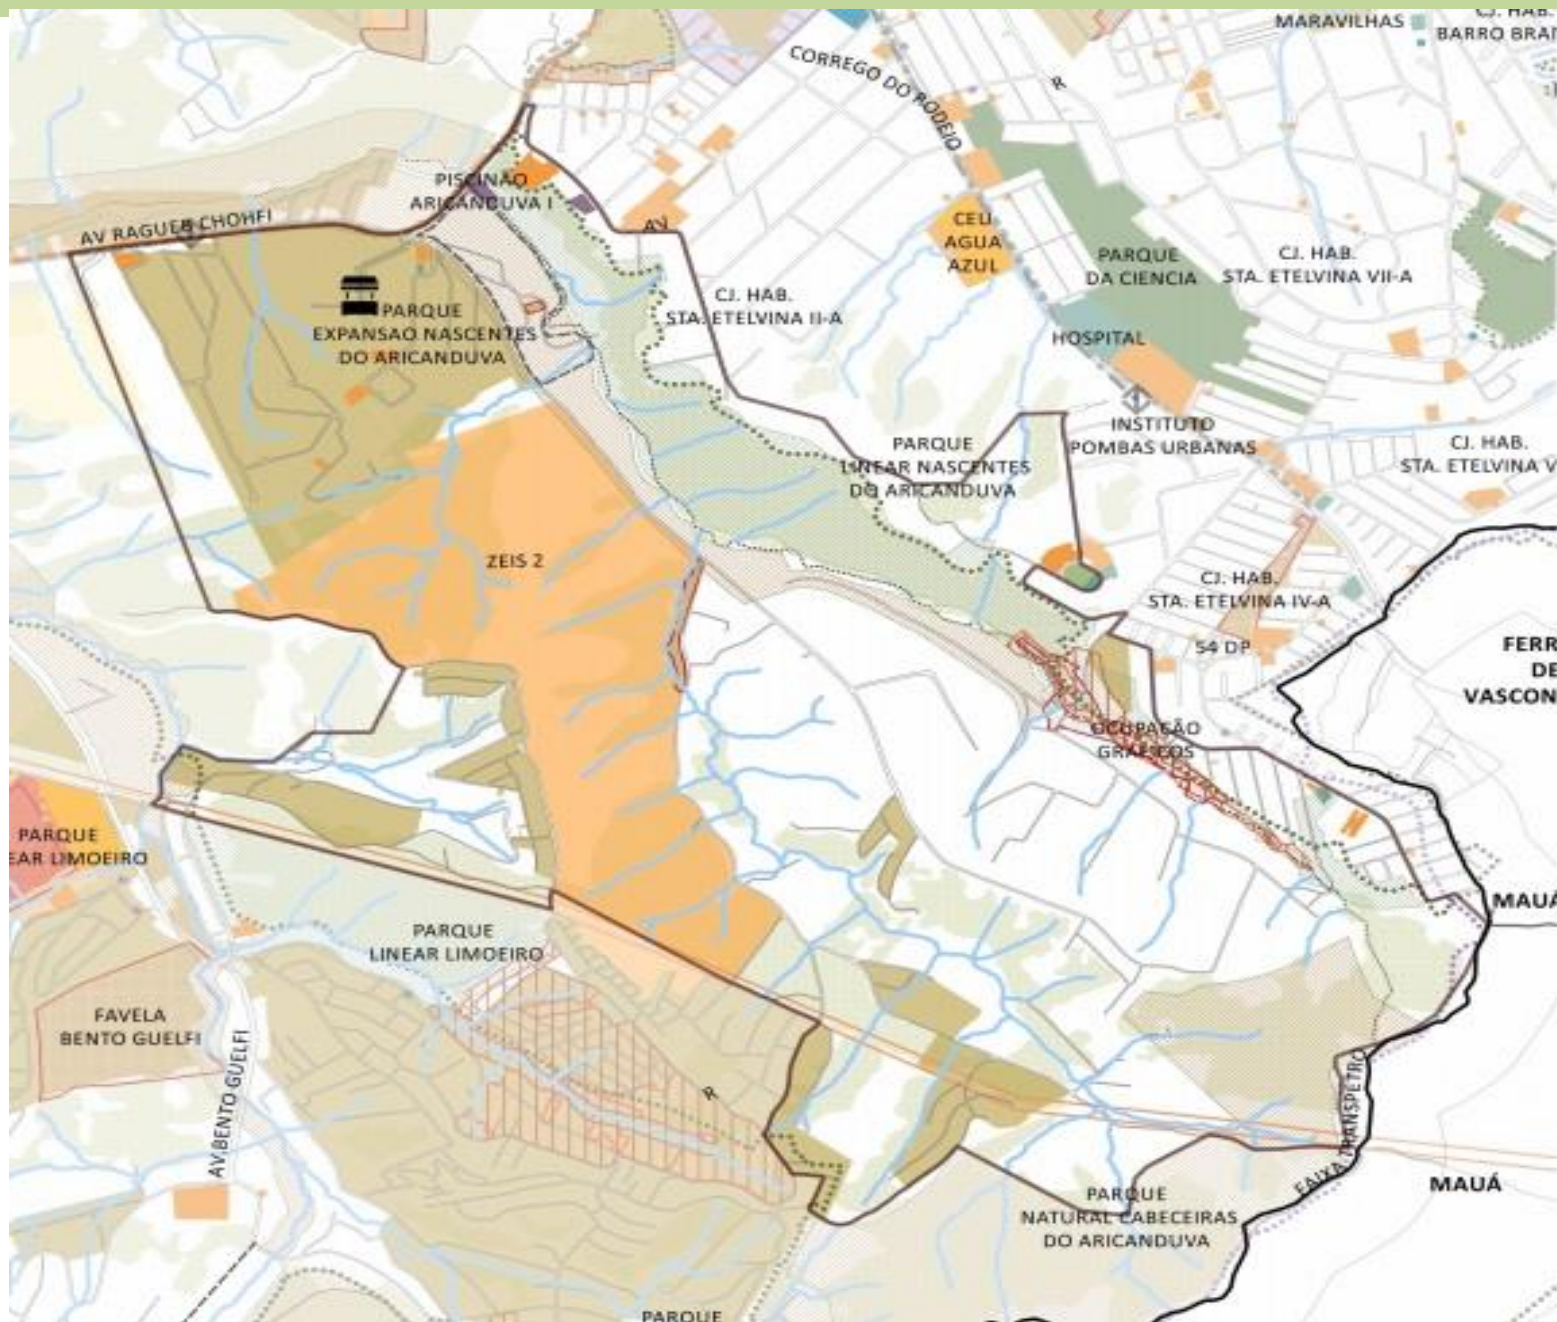 MARAVILHAS
CJ. HAB.
CORREGO DO RODEIO
R
PISCINÃO
ARICANDUVA I
AV RAGUEB CHOHFI
AV
CEU
AGUA
AZUL
PARQUE
DA CIENCIA
CJ. HAB.
STA. ETELVINA VII-A
PARQUE
EXPANSAO NASCENTES
DO ARICANDUVA
CJ. HAB.
STA. ETELVINA II-A
HOSPITAL
INSTITUTO
POMBAS URBANAS
PARQUE
LINEAR NASCENTES
DO ARICANDUVA
CJ. HAB.
STA. ETELVINA V
ZEIS 2
CJ. HAB.
STA. ETELVINA IV-A
54 DP
FERR
DE
VASCON
OCUPAÇÃO
GRAFICOS
PARQUE
EAR LIMOEIRO
MAUÁ
PARQUE
LINEAR LIMOEIRO
FAVELA
BENTO GUELFI
AV.BENTO GUELFI
R
FAIXA TRANSPETRO
MAUÁ
PARQUE
NATURAL CABECEIRAS
DO ARICANDUVA
PARQUE